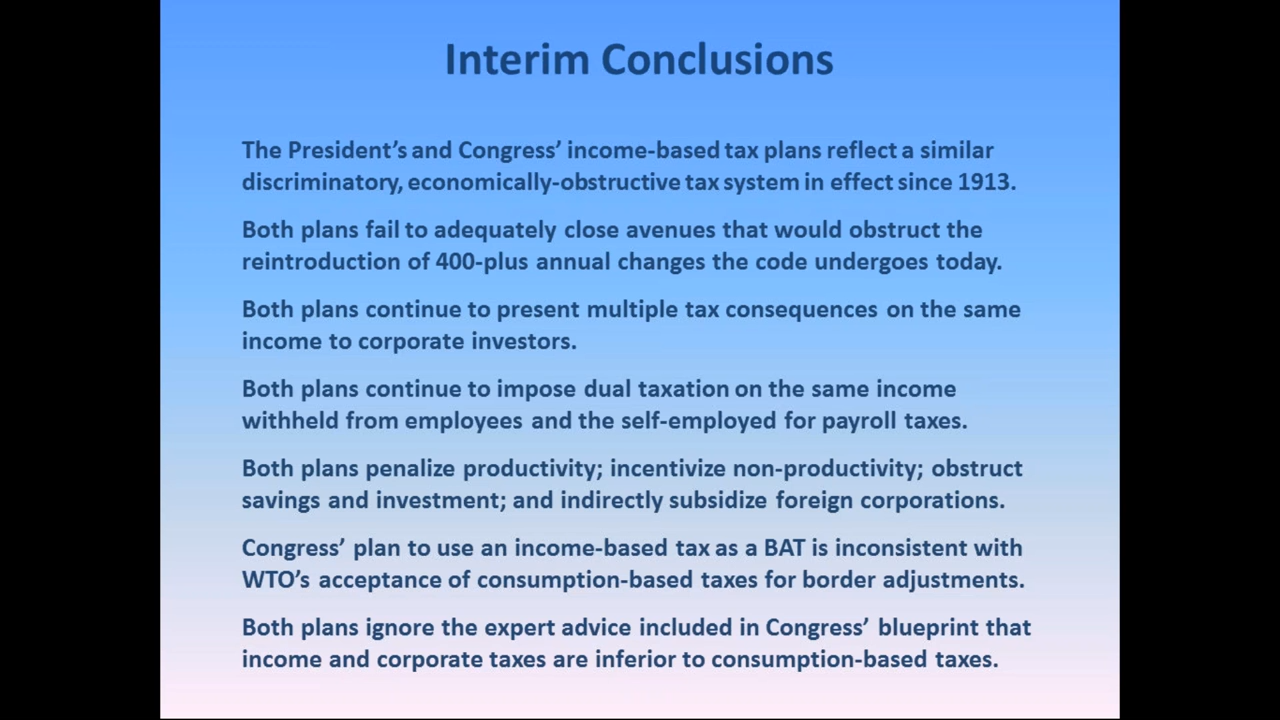 Interim Conclusions
The President’s and Congress’ income-based tax plans reflect a similar
discriminatory, economically-obstructive tax system in effect since 1913.
Both plans fail to adequately close avenues that would obstruct the
reintroduction of 400-plus annual changes the code undergoes today.
Both plans continue to present multiple tax consequences on the same
income to corporate investors.
Both plans continue to impose dual taxation on the same income
withheld from employees and the self-employed for payroll taxes.
Both plans penalize productivity; incentivize non-productivity; obstruct
savings and investment; and indirectly subsidize foreign corporations.
Congress’ plan to use an income-based tax as a BAT is inconsistent with
WTO’s acceptance of consumption-based taxes for border adjustments.
Both plans ignore the expert advice included in Congress’ blueprint that
income and corporate taxes are inferior to consumption-based taxes.